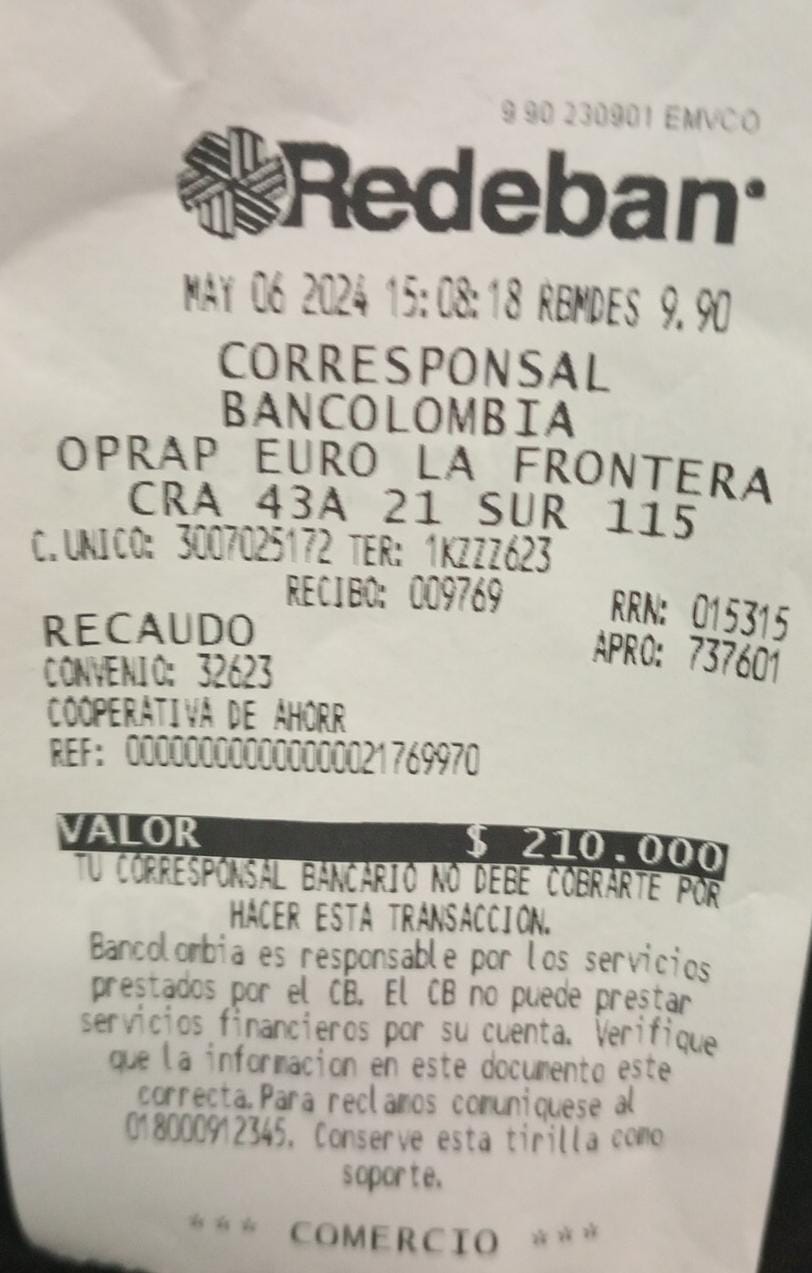 9 90 230901 EMVCO
Redeban
MAY 06 2024 15:08:18 RBMDES 9.90
CORRESPONSAL
BANCOLOMBIA
OPRAP EURO LA FRONTERA
CRA 43A 21 SUR 115
C.UNICO: 3007025172 TER: 1KZZZ623
RECIBO: 009769 RRN: 015315
RECAUDO APRO: 737601
CONVENIO: 32623
COOPERATIVA DE AHORR
REF: 000000000000000021769970
VALOR $ 210.000
TU CORRESPONSAL BANCARIO NO DEBE COBRARTE POR
HACER ESTA TRANSACCION.
Bancolombia es responsable por los servicios
prestados por el CB. El CB no puede prestar
servicios financieros por su cuenta. Verifique
que la informacion en este documento este
correcta.Para reclamos comuniquese al
018000912345. Conserve esta tirilla como
soporte.
*** COMERCIO ***